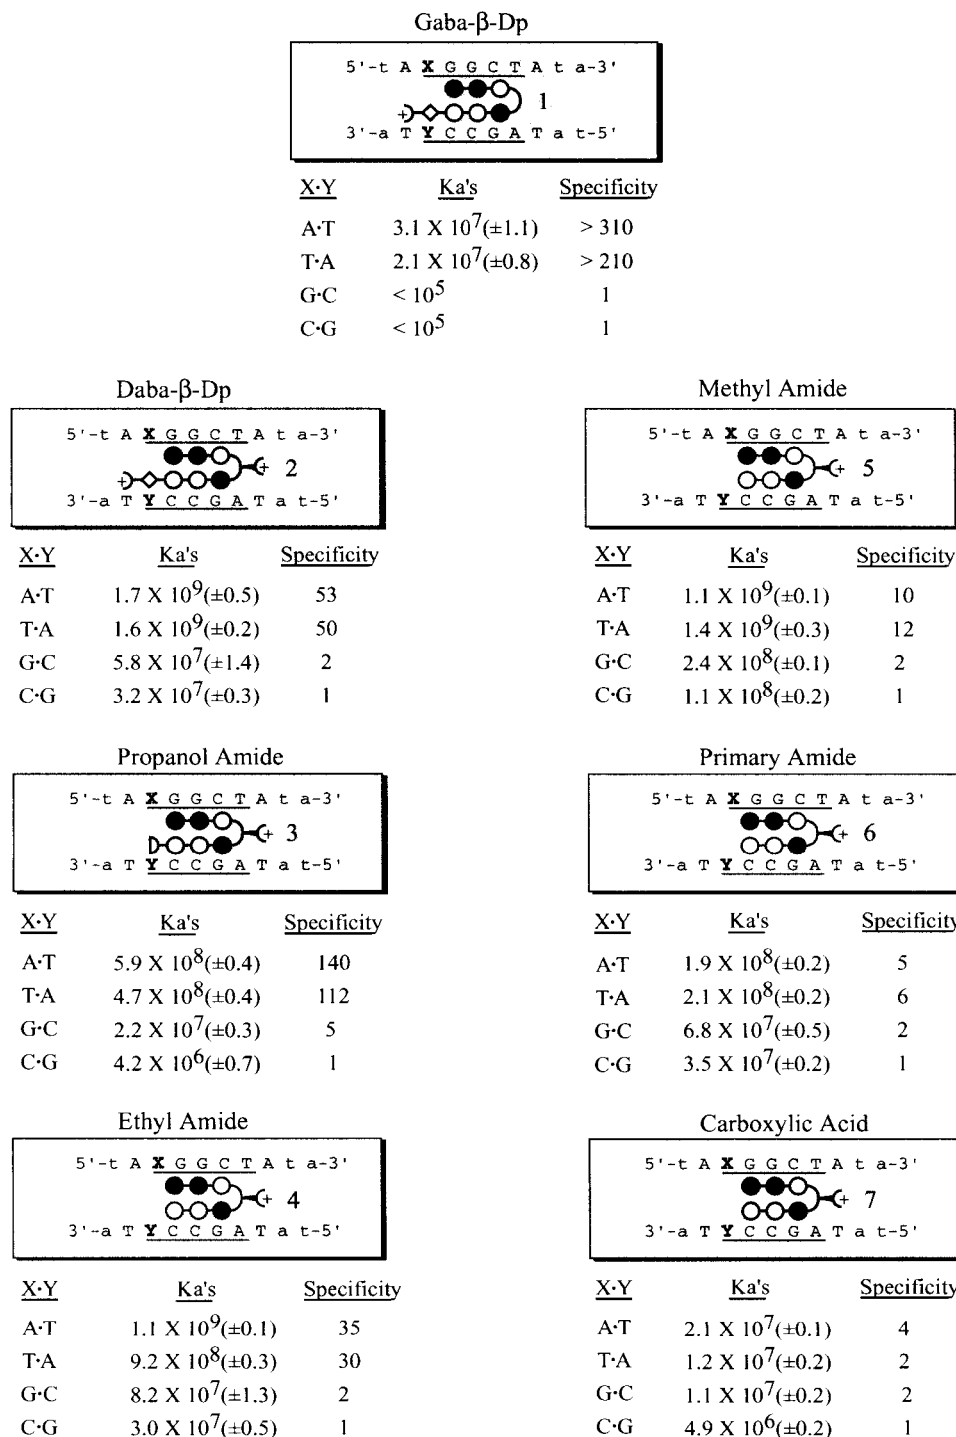 Gaba-β-Dp
5'-t A X G G C T A t a-3'
1
+
3'-a T Y C C G A T a t-5'
X·Y Ka's Specificity
A·T 3.1 X 10^7(±1.1) > 310
T·A 2.1 X 10^7(±0.8) > 210
G·C < 10^5 1
C·G < 10^5 1
Daba-β-Dp
5'-t A X G G C T A t a-3'
+ + 2
3'-a T Y C C G A T a t-5'
X·Y Ka's Specificity
A·T 1.7 X 10^9(±0.5) 53
T·A 1.6 X 10^9(±0.2) 50
G·C 5.8 X 10^7(±1.4) 2
C·G 3.2 X 10^7(±0.3) 1
Methyl Amide
5'-t A X G G C T A t a-3'
+ 5
3'-a T Y C C G A T a t-5'
X·Y Ka's Specificity
A·T 1.1 X 10^9(±0.1) 10
T·A 1.4 X 10^9(±0.3) 12
G·C 2.4 X 10^8(±0.1) 2
C·G 1.1 X 10^8(±0.2) 1
Propanol Amide
5'-t A X G G C T A t a-3'
+ 3
3'-a T Y C C G A T a t-5'
X·Y Ka's Specificity
A·T 5.9 X 10^8(±0.4) 140
T·A 4.7 X 10^8(±0.4) 112
G·C 2.2 X 10^7(±0.3) 5
C·G 4.2 X 10^6(±0.7) 1
Primary Amide
5'-t A X G G C T A t a-3'
+ 6
3'-a T Y C C G A T a t-5'
X·Y Ka's Specificity
A·T 1.9 X 10^8(±0.2) 5
T·A 2.1 X 10^8(±0.2) 6
G·C 6.8 X 10^7(±0.5) 2
C·G 3.5 X 10^7(±0.2) 1
Ethyl Amide
5'-t A X G G C T A t a-3'
+ 4
3'-a T Y C C G A T a t-5'
X·Y Ka's Specificity
A·T 1.1 X 10^9(±0.1) 35
T·A 9.2 X 10^8(±0.3) 30
G·C 8.2 X 10^7(±1.3) 2
C·G 3.0 X 10^7(±0.5) 1
Carboxylic Acid
5'-t A X G G C T A t a-3'
+ 7
3'-a T Y C C G A T a t-5'
X·Y Ka's Specificity
A·T 2.1 X 10^7(±0.1) 4
T·A 1.2 X 10^7(±0.2) 2
G·C 1.1 X 10^7(±0.2) 2
C·G 4.9 X 10^6(±0.2) 1